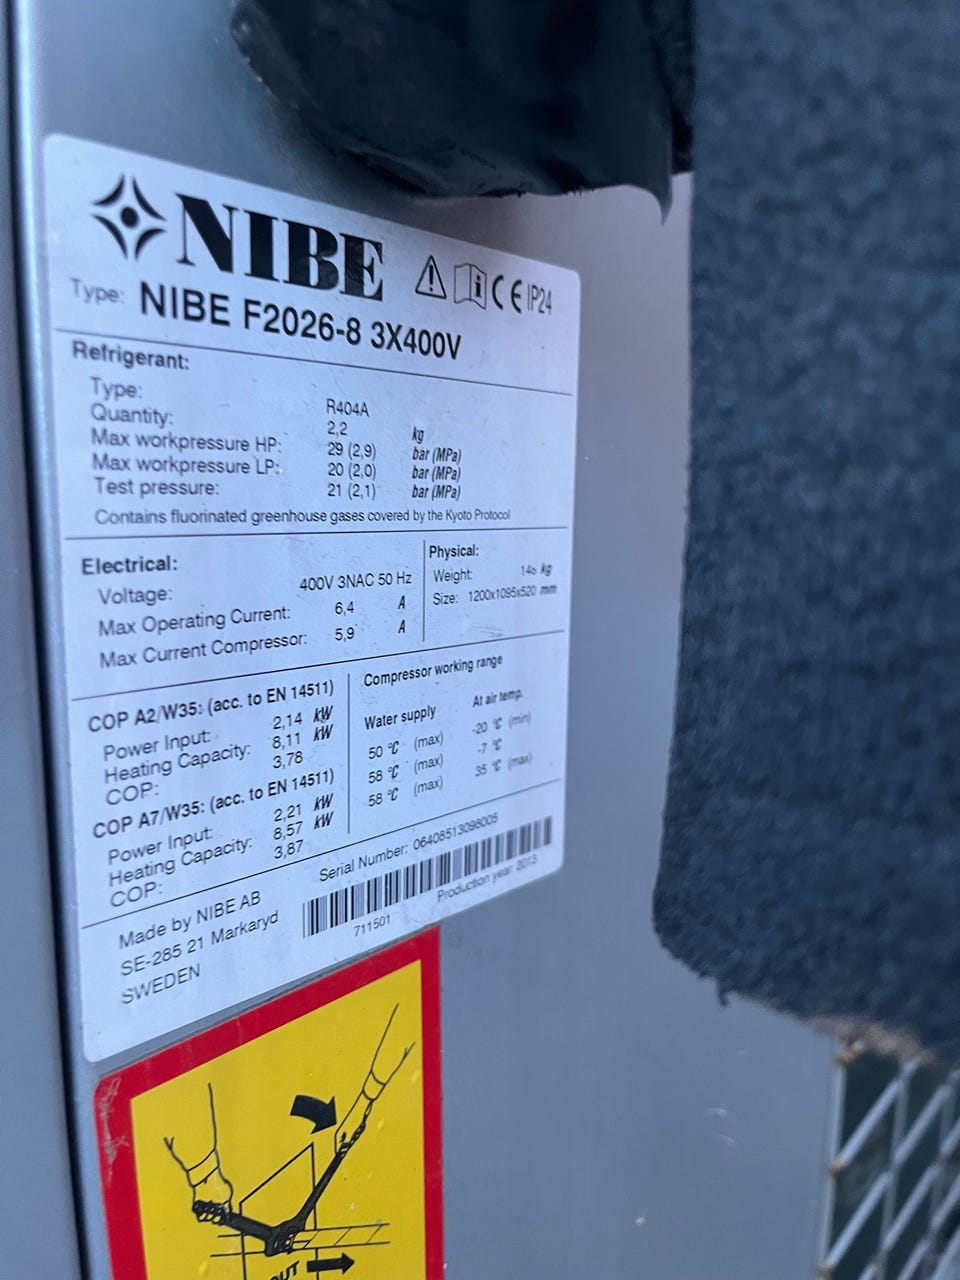 NIBE
CE IP24
Type: NIBE F2026-8 3X400V
Refrigerant:
Type: R404A
Quantity: 2,2 kg
Max workpressure HP: 29 (2,9) bar (MPa)
Max workpressure LP: 20 (2,0) bar (MPa)
Test pressure: 21 (2,1) bar (MPa)
Contains fluorinated greenhouse gases covered by the Kyoto Protocol
Electrical:
Voltage: 400V 3NAC 50 Hz
Max Operating Current: 6,4 A
Max Current Compressor: 5,9 A
Physical:
Weight: kg
Size: 1200x1095x520 mm
COP A2/W35: (acc. to EN 14511)
Power Input: 2,14 kW
Heating Capacity: 8,11 kW
COP: 3,78
COP A7/W35: (acc. to EN 14511)
Power Input: 2,21 kW
Heating Capacity: 8,57 kW
COP: 3,87
Compressor working range
Water supply At air temp.
50 °C (max) -20 °C (min)
58 °C (max) -7 °C
58 °C (max) 35 °C (max)
Made by NIBE AB
SE-285 21 Markaryd
SWEDEN
Serial Number: 06408513098005
711501 Production year: 2013
OUT